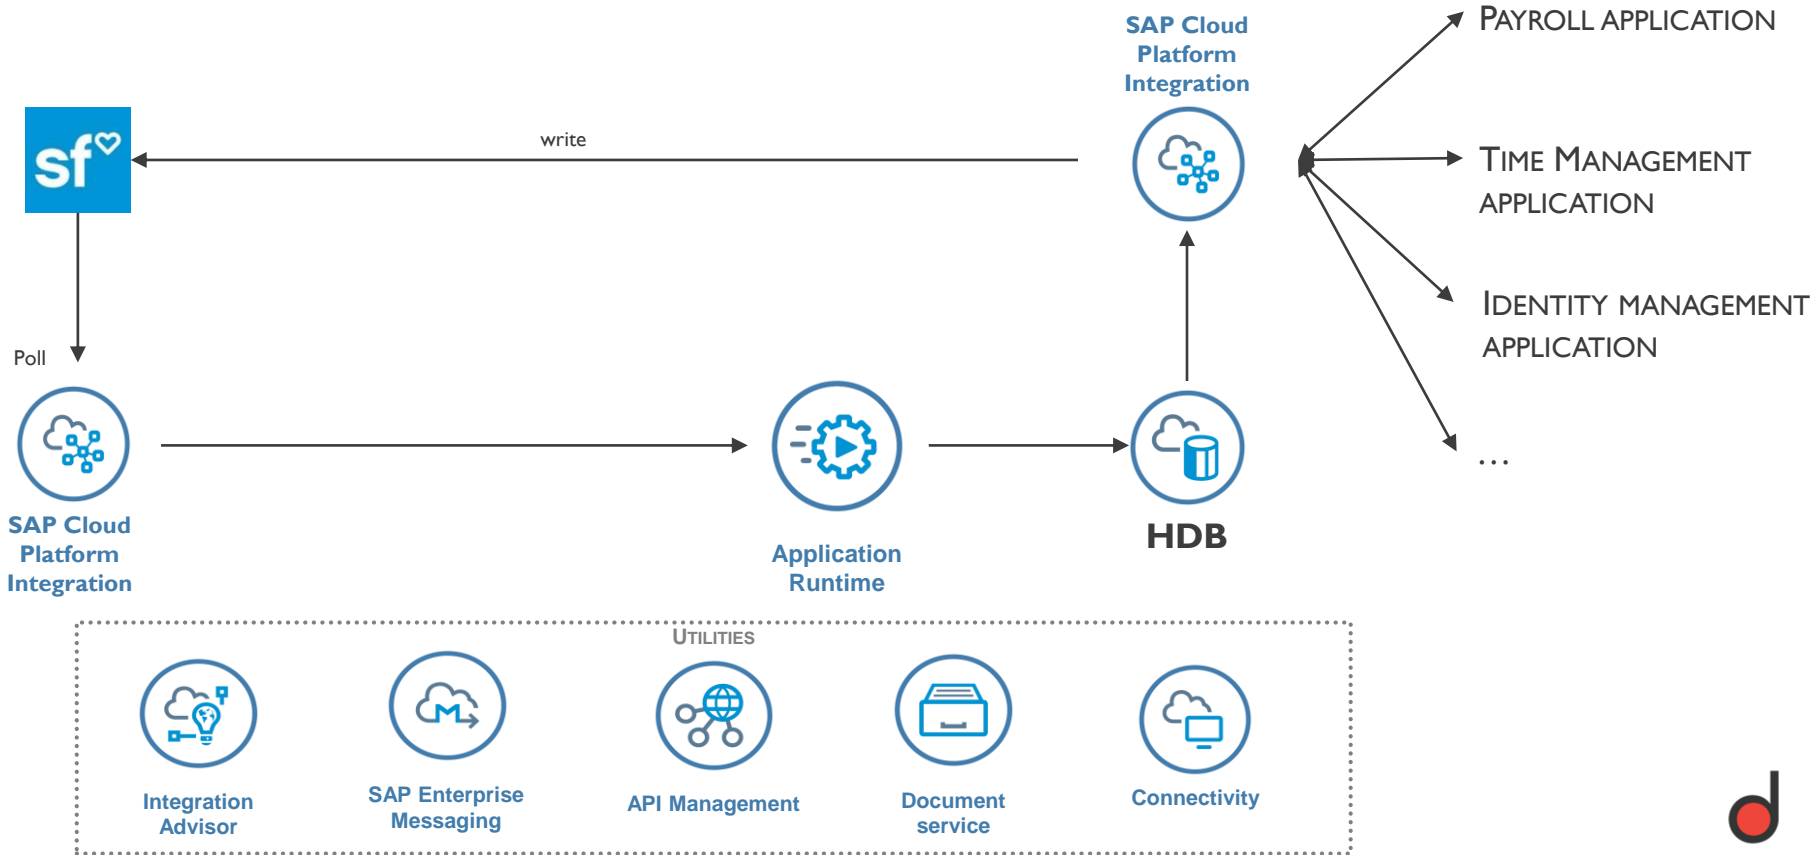 SAP Cloud
Platform
Integration
PAYROLL APPLICATION
sf
write
TIME MANAGEMENT
APPLICATION
IDENTITY MANAGEMENT
APPLICATION
Poll
...
SAP Cloud
Platform
Integration
Application
Runtime
HDB
UTILITIES
Integration
Advisor
SAP Enterprise
Messaging
API Management
Document
service
Connectivity